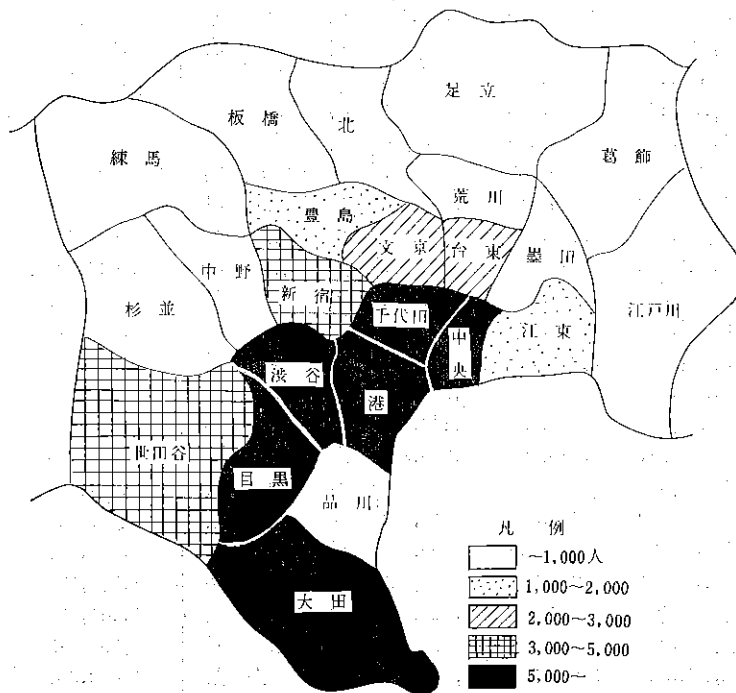 足立
板橋
北
葛飾
練馬
荒川
豊島
文京
台東
墨田
中野
新宿
杉並
千代田
江戸川
江東
中央
渋谷
港
世田谷
目黒
品川
大田
凡例
～1,000人
1,000～2,000
2,000～3,000
3,000～5,000
5,000～